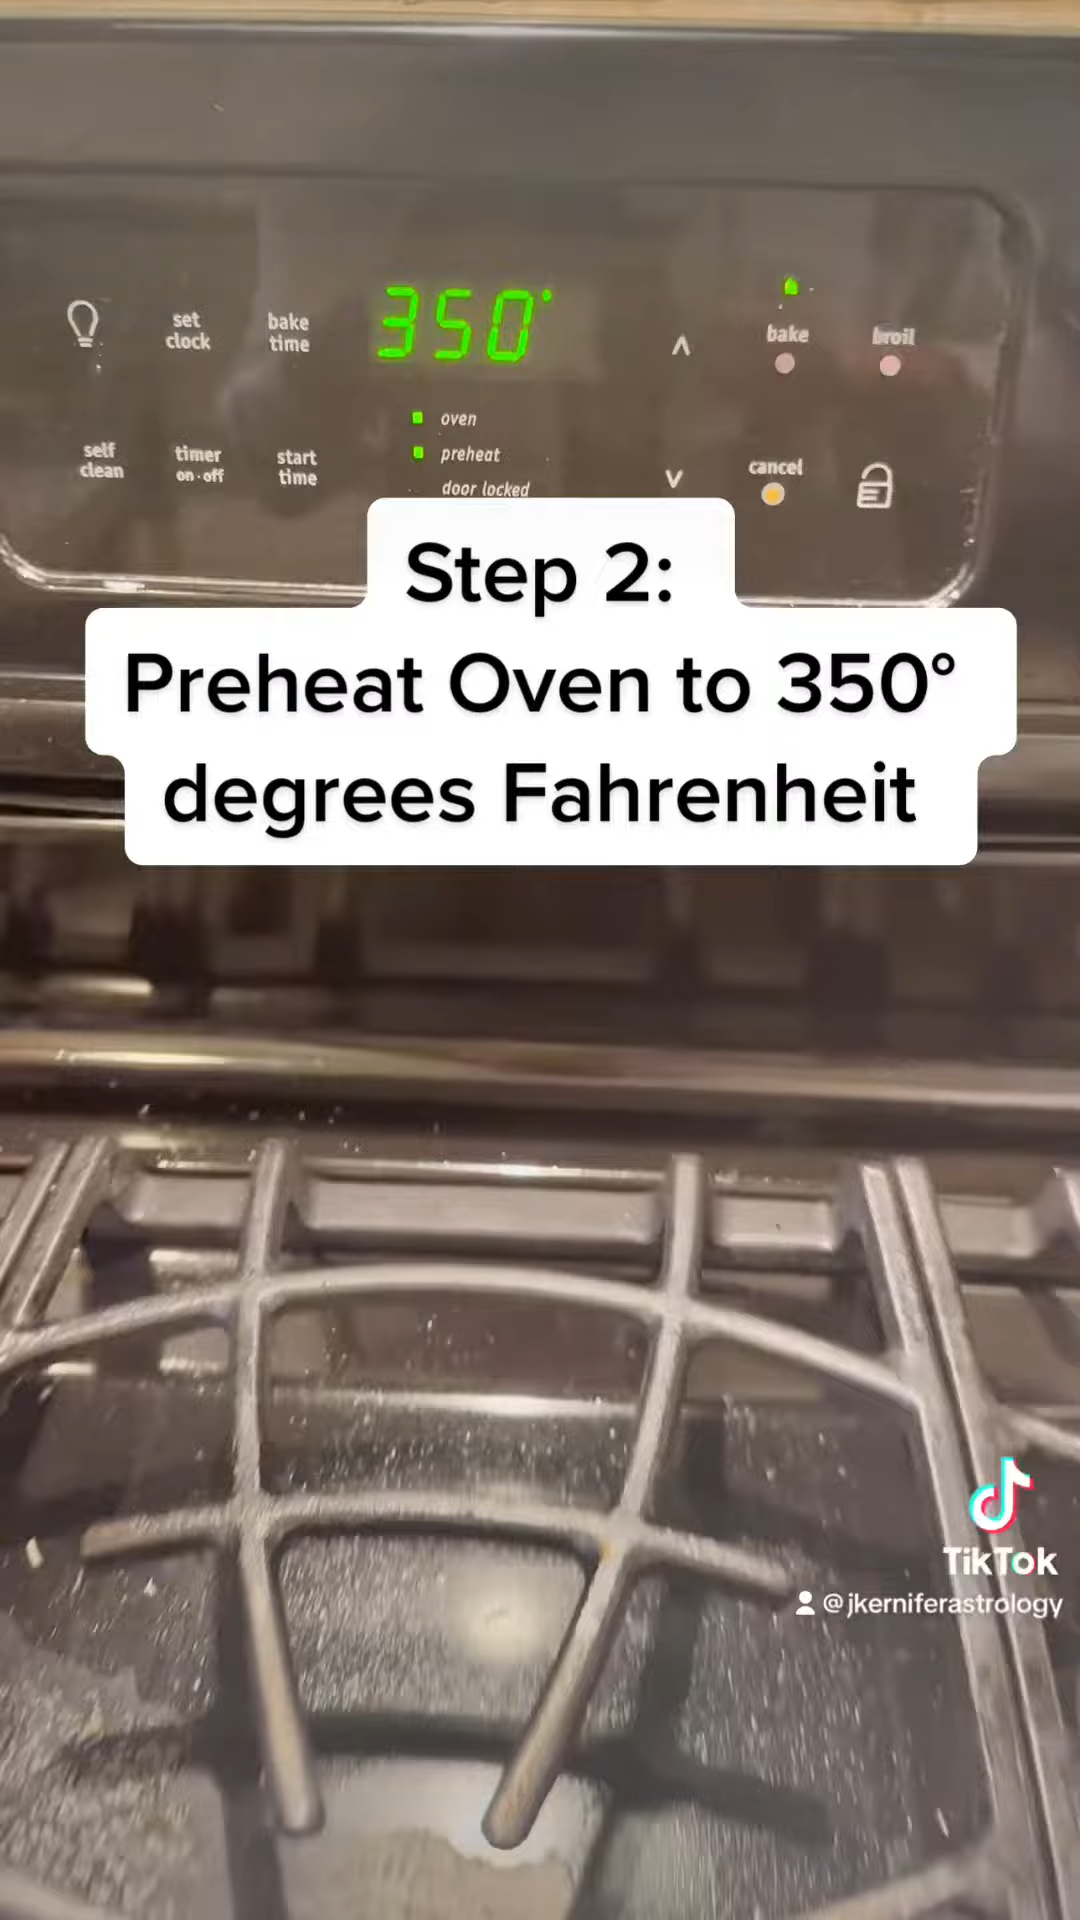 350°
set
clock
bake
time
bake
broil
oven
preheat
door locked
self
clean
timer
on·off
start
time
cancel
Step 2:
Preheat Oven to 350°
degrees Fahrenheit
TikTok
@jkerniferastrology